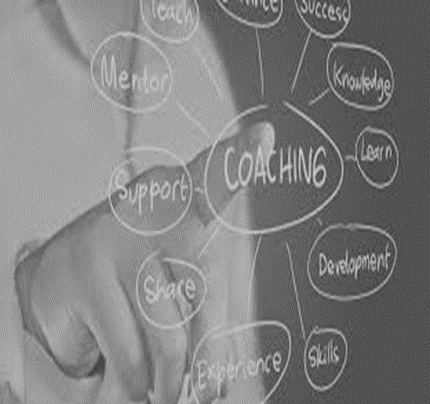 Teach
Success
Mentor
Knowledge
COACHING
Learn
Support
Development
Share
Experience
Skills